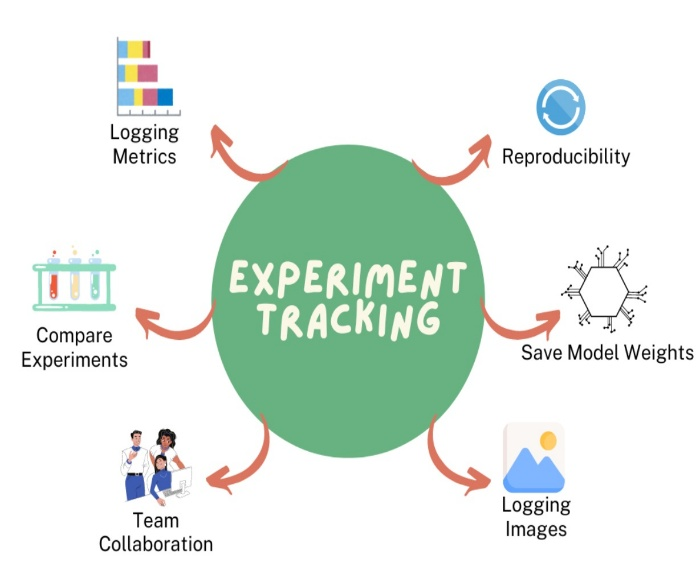 Logging
Metrics
Reproducibility
EXPERIMENT
TRACKING
Compare
Experiments
Save Model Weights
Team
Collaboration
Logging
Images